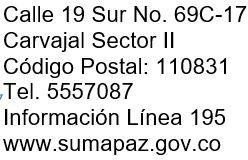 Calle 19 Sur No. 69C-17
Carvajal Sector II
Código Postal: 110831
Tel. 5557087
Información Línea 195
www.sumapaz.gov.co